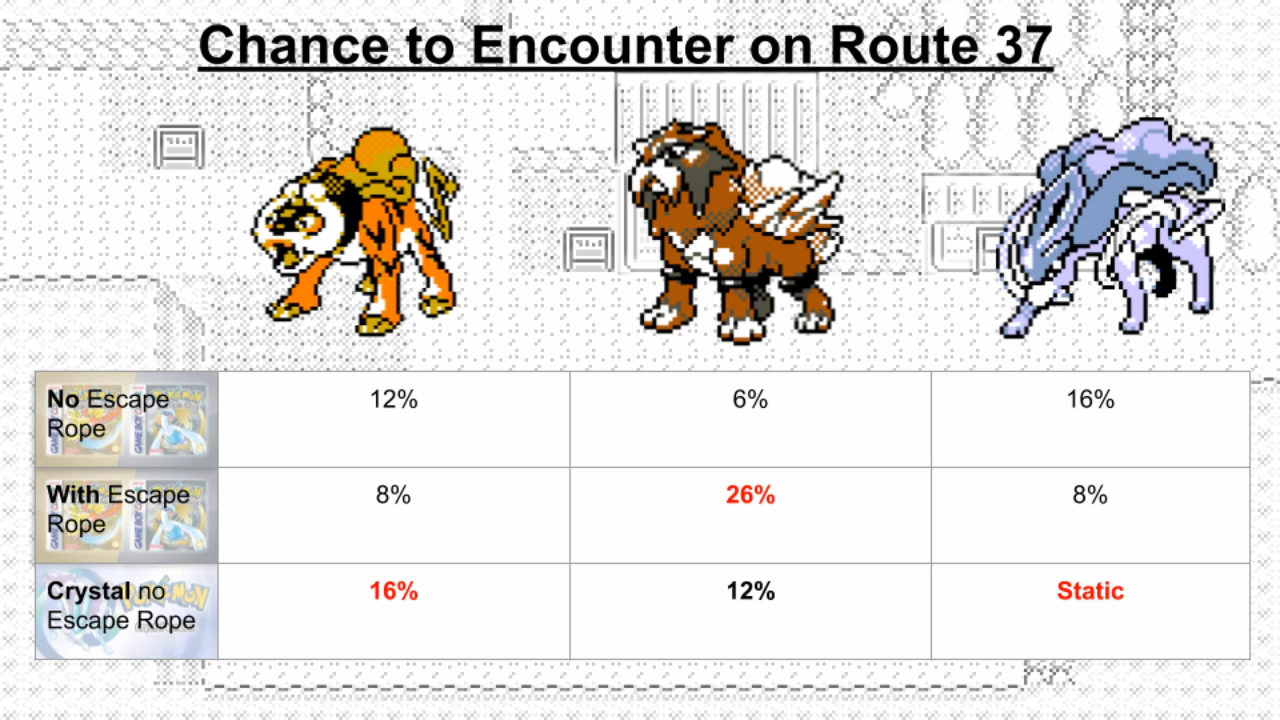 Chance to Encounter on Route 37
No Escape
Rope
12%
6%
16%
With Escape
Rope
8%
26%
8%
Crystal no
Escape Rope
16%
12%
Static